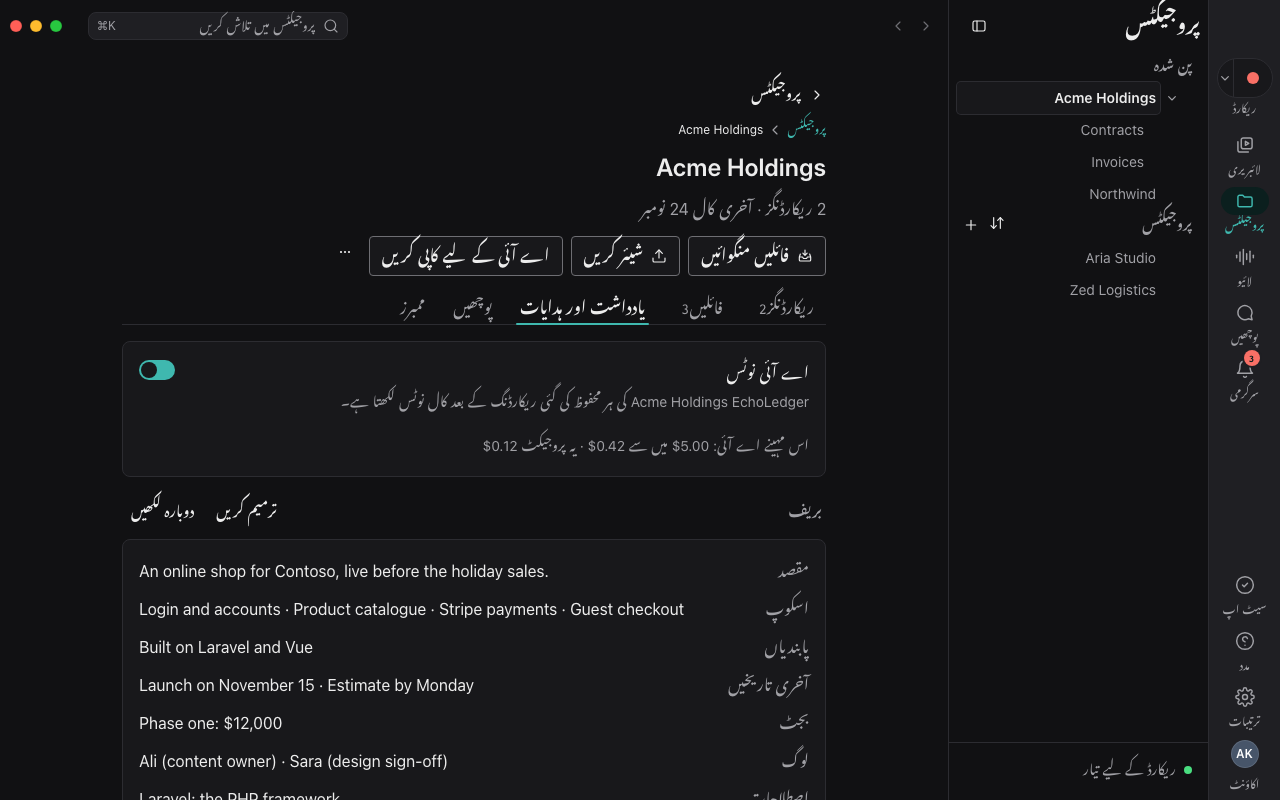 ریکارڈ
لائبریری
پروجیکٹس
لائیو
پوچھیں
3
سرگرمی
سیٹ اپ
مدد
ترتیبات
AK
اکاؤنٹ
پروجیکٹس
پن شدہ
Acme Holdings
Contracts
Invoices
Northwind
پروجیکٹس
Aria Studio
Zed Logistics
ریکارڈ کے لیے تیار
پروجیکٹس میں تلاش کریں ⌘K
پروجیکٹس
پروجیکٹس Acme Holdings
Acme Holdings
2 ریکارڈنگز · آخری کال 24 نومبر
فائلیں منگوائیں شیئر کریں اے آئی کے لیے کاپی کریں ...
ریکارڈنگز2 فائلیں3 یادداشت اور ہدایات پوچھیں ممبرز
اے آئی نوٹس
Acme Holdings EchoLedger کی ہر محفوظ کی گئی ریکارڈنگ کے بعد کال نوٹس لکھتا ہے۔
اس مہینے اے آئی: $5.00 میں سے $0.42 · یہ پروجیکٹ $0.12
بریف ترمیم کریں دوبارہ لکھیں
مقصد An online shop for Contoso, live before the holiday sales.
اسکوپ Login and accounts · Product catalogue · Stripe payments · Guest checkout
پابندیاں Built on Laravel and Vue
آخری تاریخیں Launch on November 15 · Estimate by Monday
بجٹ Phase one: $12,000
لوگ Ali (content owner) · Sara (design sign-off)
اصطلاحات Laravel: the PHP framework